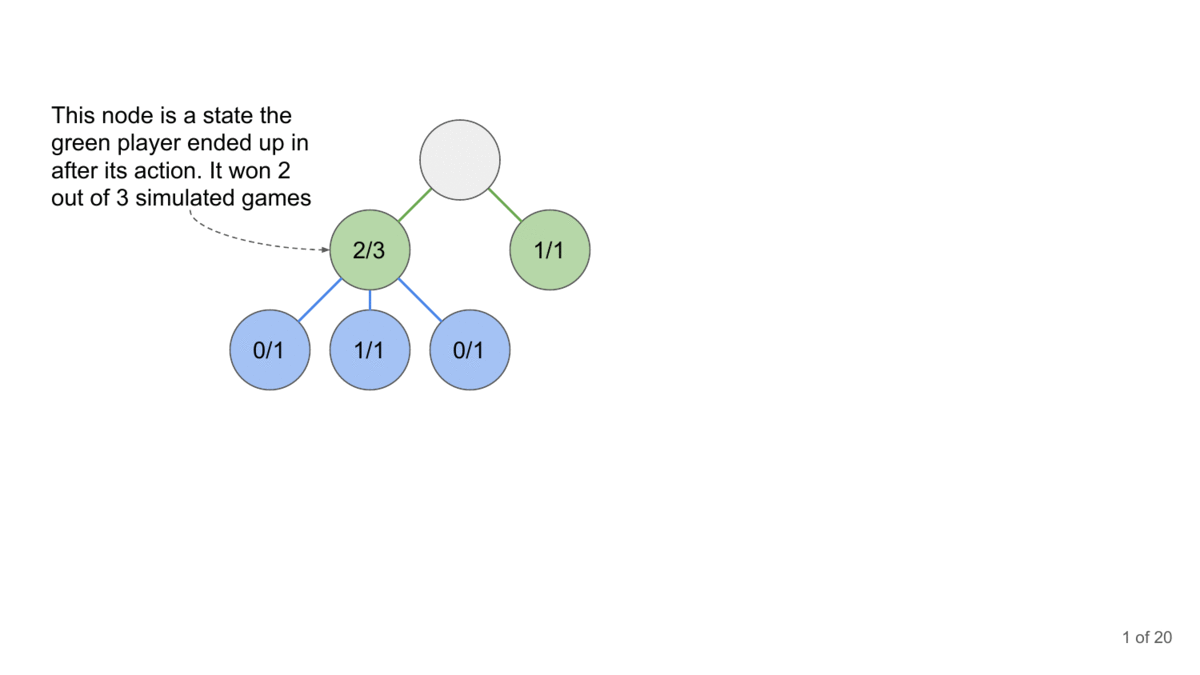 This node is a state the
green player ended up in
after its action. It won 2
out of 3 simulated games
2/3
1/1
0/1
1/1
0/1
1 of 20